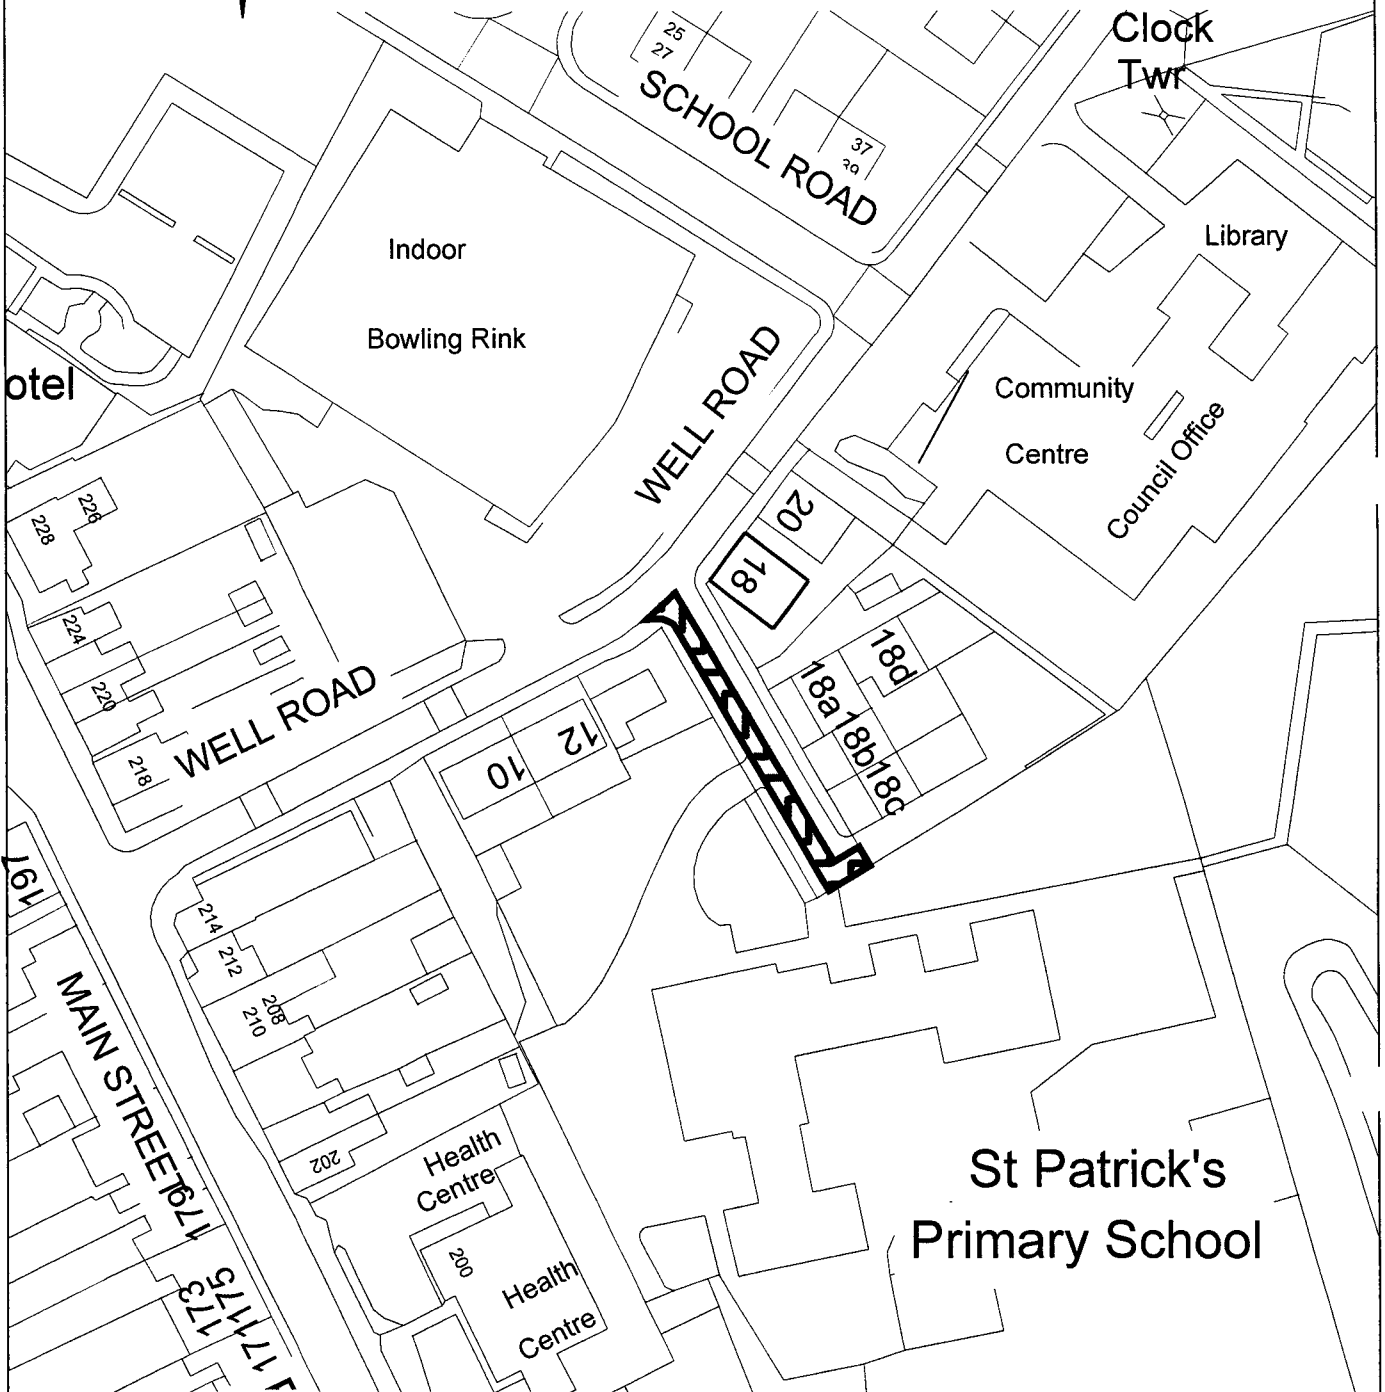 Clock
Twr
25
27
SCHOOL ROAD
37
39
Library
Indoor
Bowling Rink
otel
WELL ROAD
Community
Centre
Council Office
20
18
226
228
224
220
218
WELL ROAD
12
10
18d
18a
18b
18c
197
214
212
208
210
MAIN STREET
202
179
173
175
171
Health
Centre
200
Health
Centre
St Patrick's
Primary School